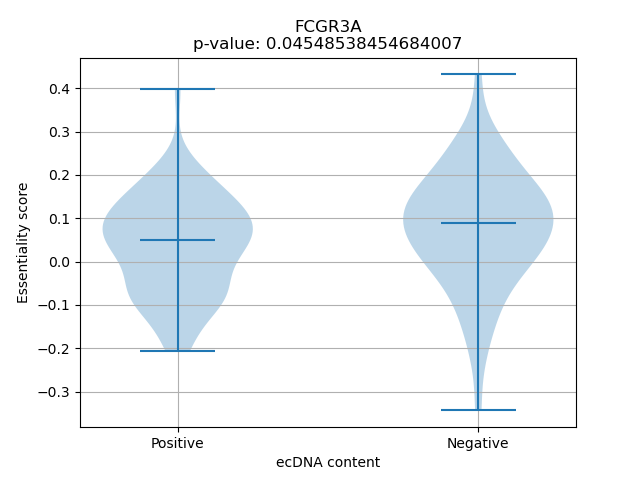 FCGR3A
p-value: 0.04548538454684007
0.4
0.3
0.2
0.1
0.0
−0.1
−0.2
−0.3
Essentiality score
Positive
Negative
ecDNA content